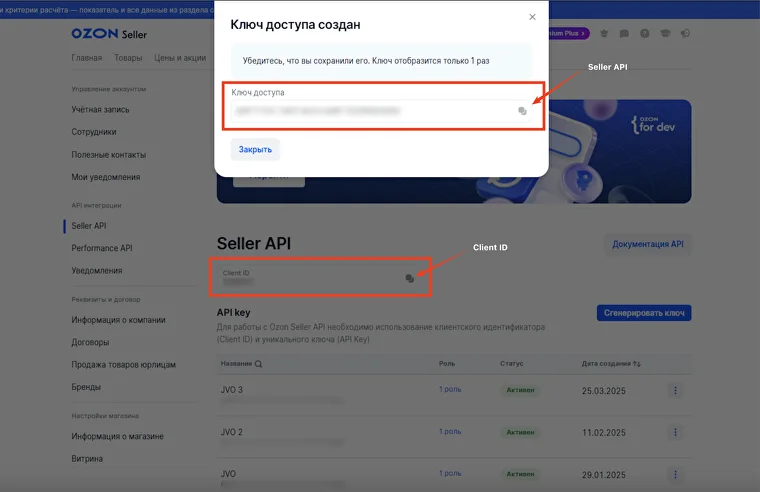 и критерии расчёта — показатель и все данные из раздела о
OZON Seller
mium Plus
Главная Товары Цены и акции
Ключ доступа создан
Убедитесь, что вы сохранили его. Ключ отобразится только 1 раз
Seller API
Ключ доступа
Закрыть
OZON
for dev
Управление аккаунтом
Учётная запись
Сотрудники
Полезные контакты
Мои уведомления
API интеграции
Seller API
Performance API
Уведомления
Реквизиты и договор
Информация о компании
Договоры
Продажа товаров юрлицам
Бренды
Настройки магазина
Информация о магазине
Витрина
Seller API
Client ID
Документация API
Client ID
API key
Сгенерировать ключ
Для работы с Ozon Seller API необходимо использование клиентского идентификатора
(Client ID) и уникального ключа (API Key)
Название Роль Статус Дата создания
JVO 3 1 роль Активен 25.03.2025
JVO 2 1 роль Активен 11.02.2025
JVO 1 роль Активен 29.01.2025